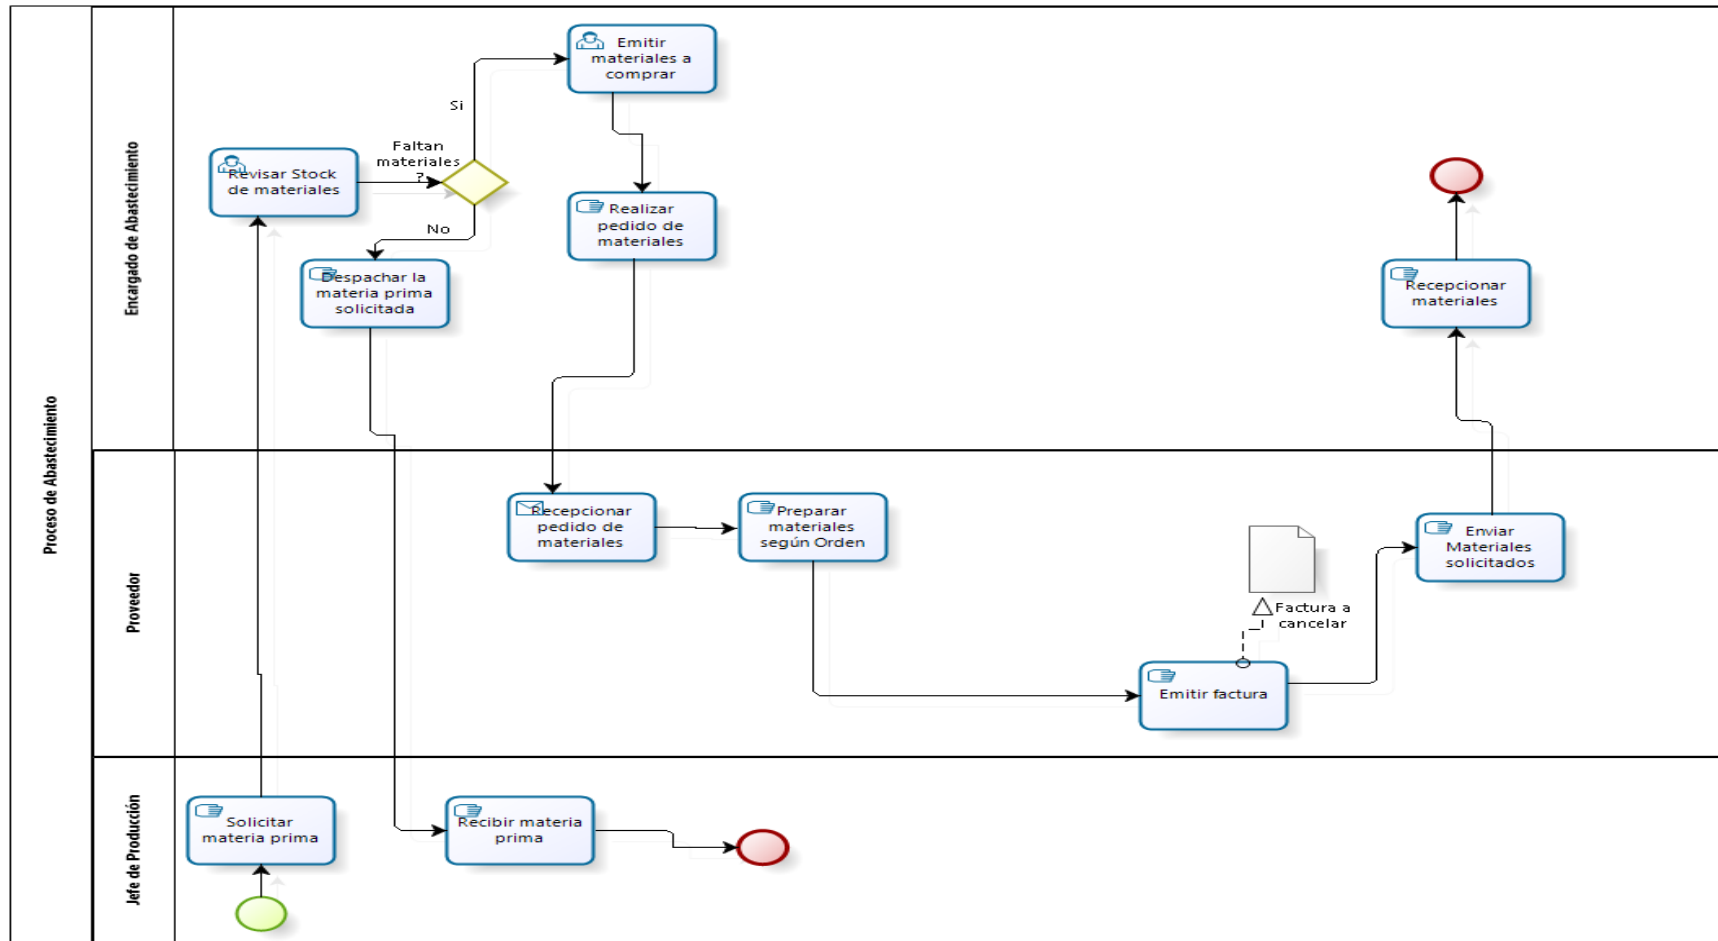 Proceso de Abastecimiento
Encargado de Abastecimiento
Emitir
materiales a
comprar
Si
Faltan
materiales
?
Revisar Stock
de materiales
No
Realizar
pedido de
materiales
Despachar la
materia prima
solicitada
Recepcionar
materiales
Proveedor
Recepcionar
pedido de
materiales
Preparar
materiales
según Orden
Enviar
Materiales
solicitados
Factura a
cancelar
Emitir factura
Jefe de Producción
Solicitar
materia prima
Recibir materia
prima